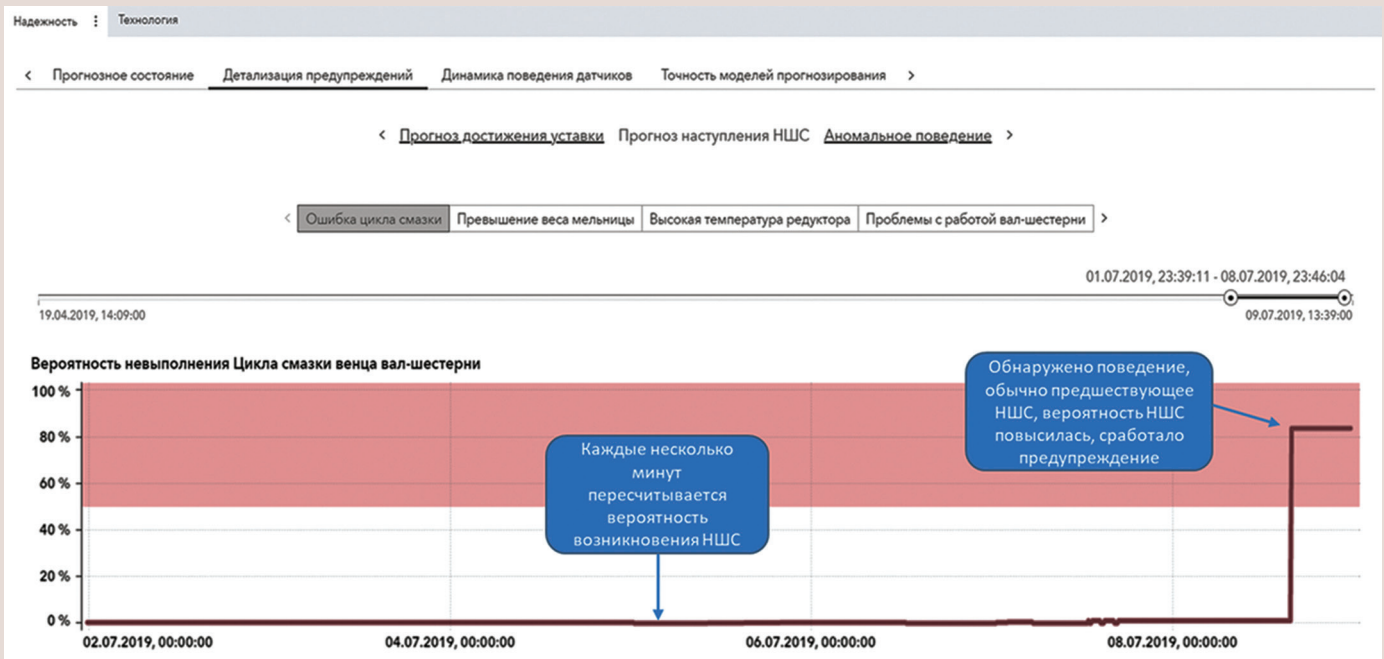 Надежность Технология
Прогнозное состояние Детализация предупреждений Динамика поведения датчиков Точность моделей прогнозирования
Прогноз достижения уставки Прогноз наступления НШС Аномальное поведение
Ошибка цикла смазки Превышение веса мельницы Высокая температура редуктора Проблемы с работой вал-шестерни
01.07.2019, 23:39:11 - 08.07.2019, 23:46:04
19.04.2019, 14:09:00
09.07.2019, 13:39:00
Вероятность невыполнения Цикла смазки венца вал-шестерни
100 %
80 %
60 %
40 %
20 %
0 %
Каждые несколько
минут
пересчитывается
вероятность
возникновения НШС
Обнаружено поведение,
обычно предшествующее
НШС, вероятность НШС
повысилась, сработало
предупреждение
02.07.2019, 00:00:00
04.07.2019, 00:00:00
06.07.2019, 00:00:00
08.07.2019, 00:00:00